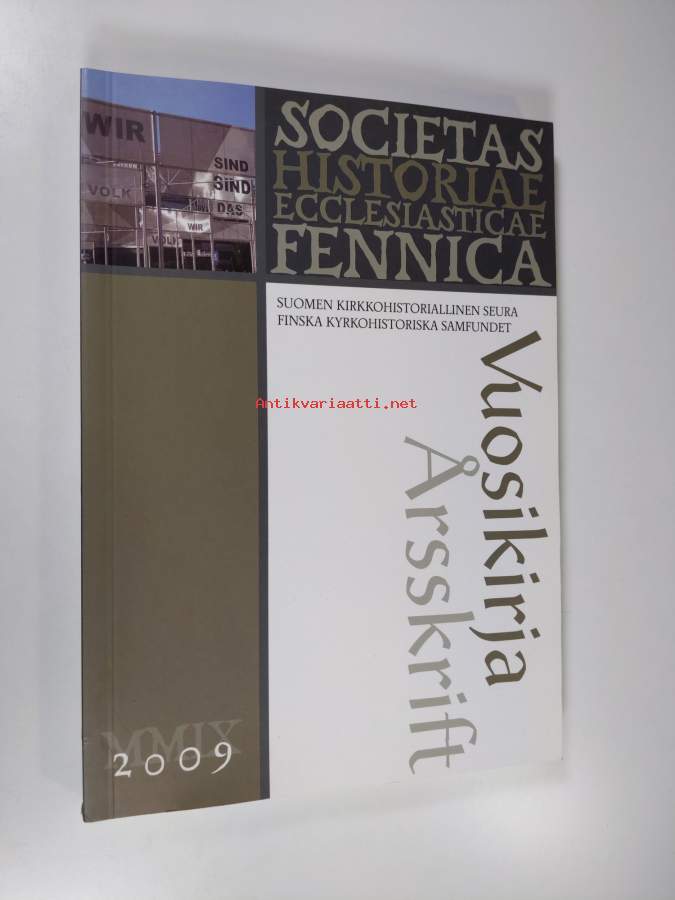 WIR
SIND
VOLK
SIND
DAS
WIR
VOLK
SOCIETAS
HISTORIAE
ECCLESIASTICAE
FENNICA
SUOMEN KIRKKOHISTORIALLINEN SEURA
FINSKA KYRKOHISTORISKA SAMFUNDET
Vuosikirja
Årsskrift
Antikvariaatti.net
MMIX
2009